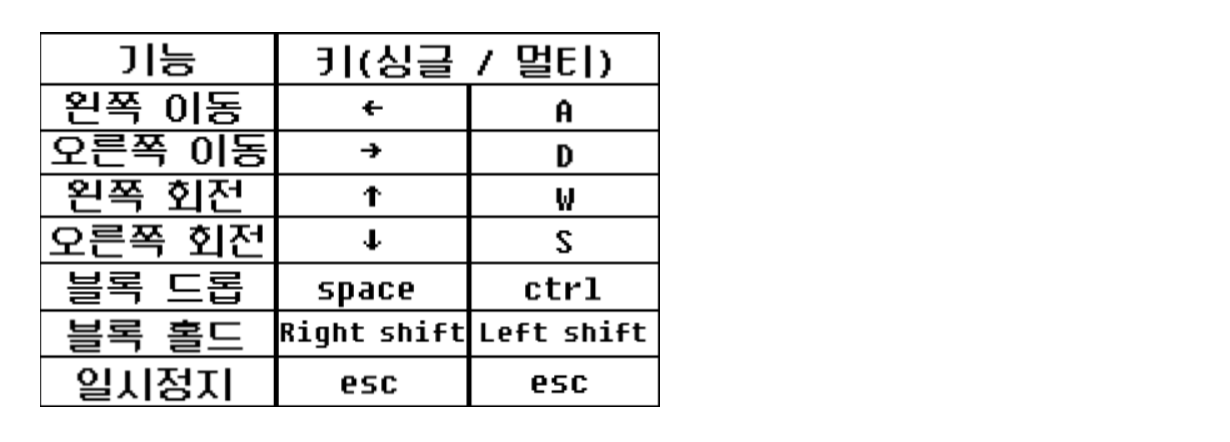 기능 키(싱글 / 멀티)
왼쪽 이동 ← A
오른쪽 이동 → D
왼쪽 회전 ↑ W
오른쪽 회전 ↓ S
블록 드롭 space ctrl
블록 홀드 Right shift Left shift
일시정지 esc esc